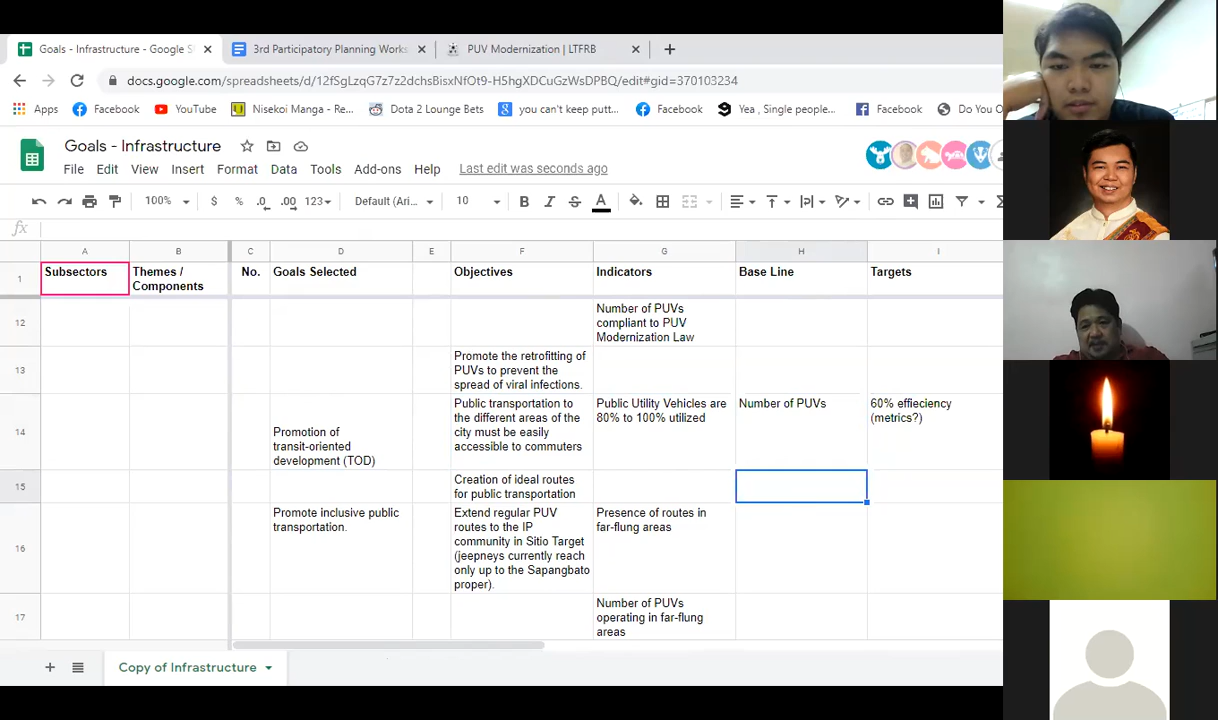 Goals - Infrastructure - Google S
3rd Participatory Planning Works
PUV Modernization | LTFRB
docs.google.com/spreadsheets/d/12fSgLzqG7z7z2dchsBisxNfOt9-H5hgXDCuGzWsDPBQ/edit#gid=370103234
Apps
Facebook
YouTube
Nisekoi Manga - Re...
Dota 2 Lounge Bets
you can't keep putt...
Facebook
Yea , Single people...
Facebook
Do You O
Goals - Infrastructure
File Edit View Insert Format Data Tools Add-ons Help Last edit was seconds ago
100% $ % .0 .00 123 Default (Ari... 10 B I S A
fx
A B C D E F G H I
1
Subsectors
Themes /
Components
No.
Goals Selected
Objectives
Indicators
Base Line
Targets
12
Number of PUVs
compliant to PUV
Modernization Law
13
Promote the retrofitting of
PUVs to prevent the
spread of viral infections.
14
Promotion of
transit-oriented
development (TOD)
Public transportation to
the different areas of the
city must be easily
accessible to commuters
Public Utility Vehicles are
80% to 100% utilized
Number of PUVs
60% effieciency
(metrics?)
15
Creation of ideal routes
for public transportation
16
Promote inclusive public
transportation.
Extend regular PUV
routes to the IP
community in Sitio Target
(jeepneys currently reach
only up to the Sapangbato
proper).
Presence of routes in
far-flung areas
17
Number of PUVs
operating in far-flung
areas
Copy of Infrastructure